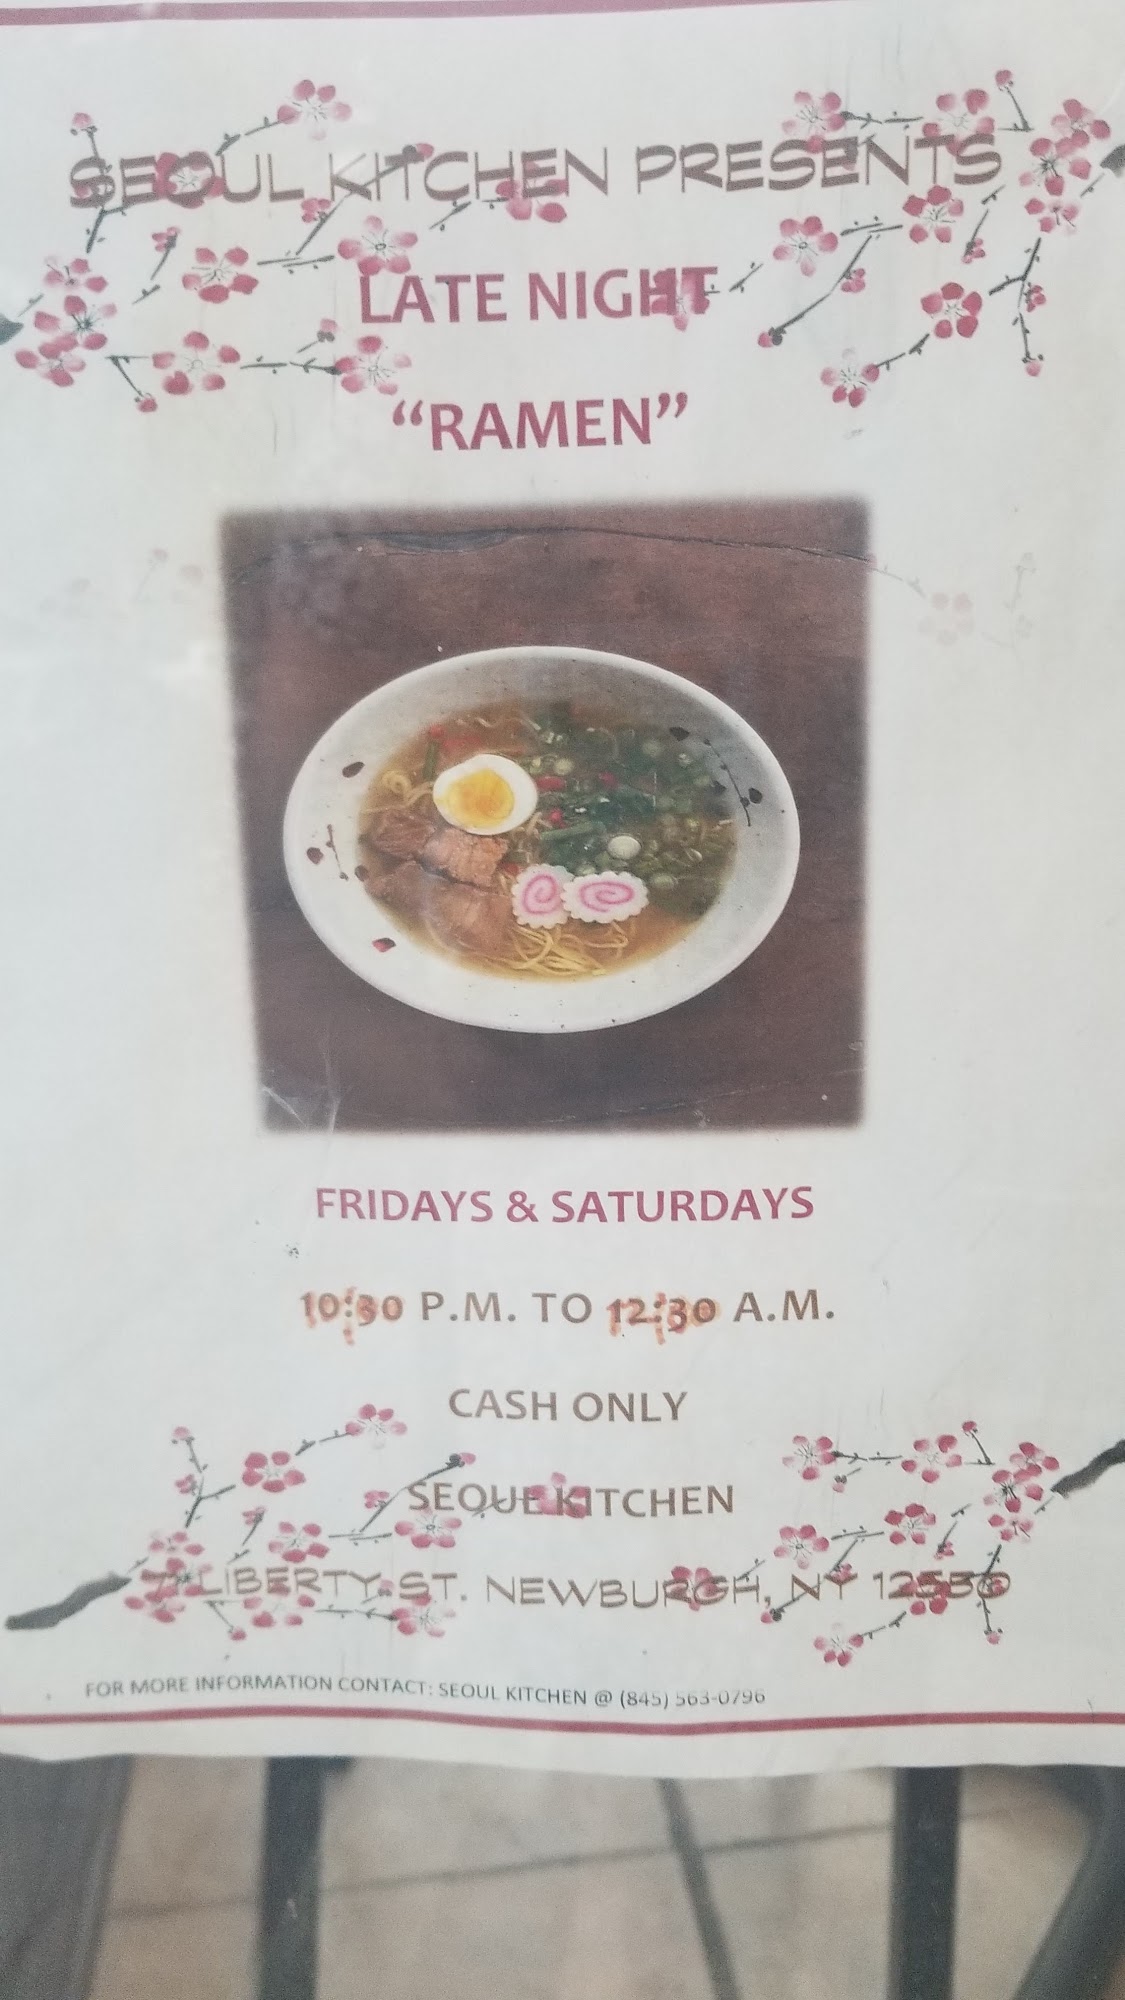 SEOUL KITCHEN PRESENTS
LATE NIGHT
“RAMEN”
FRIDAYS & SATURDAYS
10:30 P.M. TO 12:30 A.M.
CASH ONLY
SEOUL KITCHEN
LIBERTY ST. NEWBURGH, NY 12550
FOR MORE INFORMATION CONTACT: SEOUL KITCHEN @ (845) 563-0796